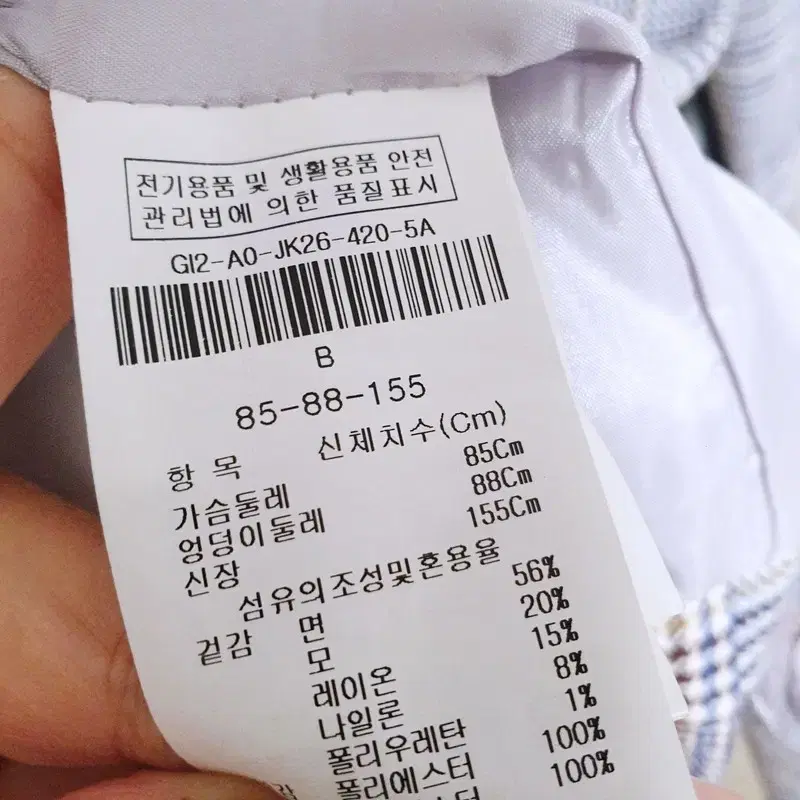 전기용품 및 생활용품 안전
관리법에 의한 품질표시
GI2-A0-JK26-420-5A
B
85-88-155
항 목 신체치수(Cm)
가슴둘레 85Cm
엉덩이둘레 88Cm
신장 155Cm
섬유의조성및혼용율
겉감 면 56%
모 20%
레이온 15%
나일론 8%
폴리우레탄 1%
폴리에스터 100%
100%